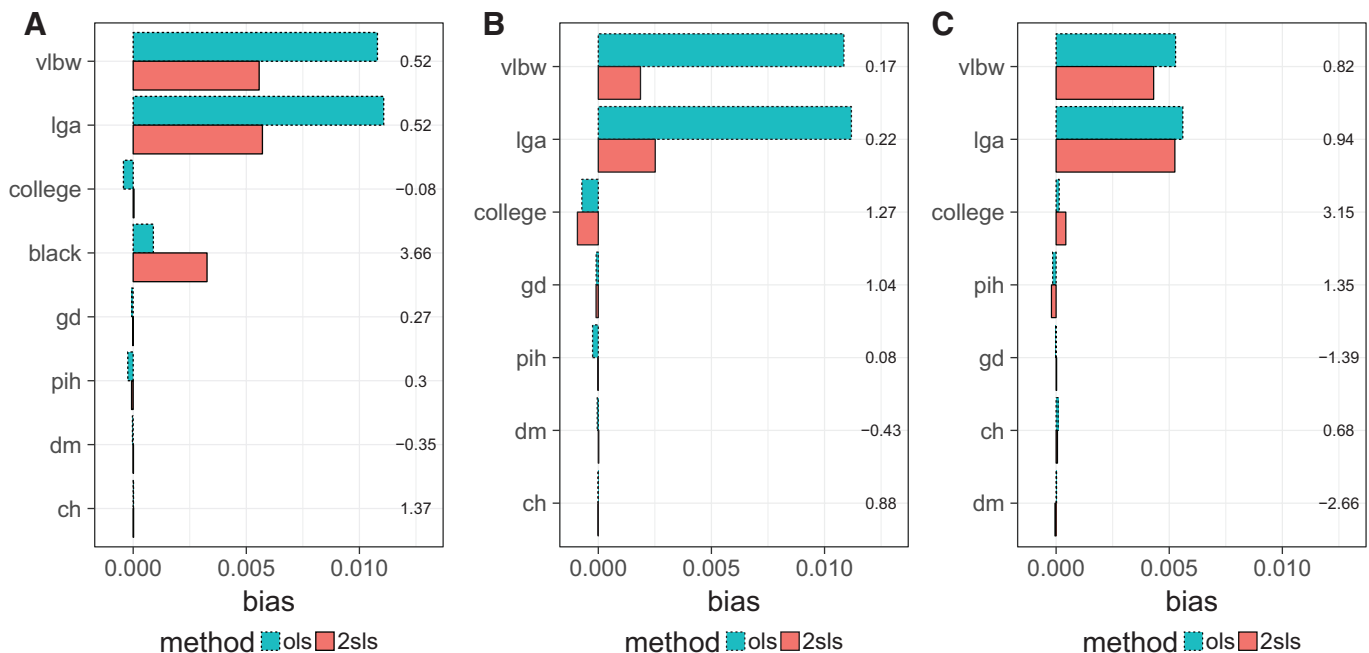 A
vlbw 0.52
lga 0.52
college −0.08
black 3.66
gd 0.27
pih 0.3
dm −0.35
ch 1.37
0.000 0.005 0.010
bias
method ols 2sls
B
vlbw 0.17
lga 0.22
college 1.27
gd 1.04
pih 0.08
dm −0.43
ch 0.88
0.000 0.005 0.010
bias
method ols 2sls
C
vlbw 0.82
lga 0.94
college 3.15
pih 1.35
gd −1.39
ch 0.68
dm −2.66
0.000 0.005 0.010
bias
method ols 2sls